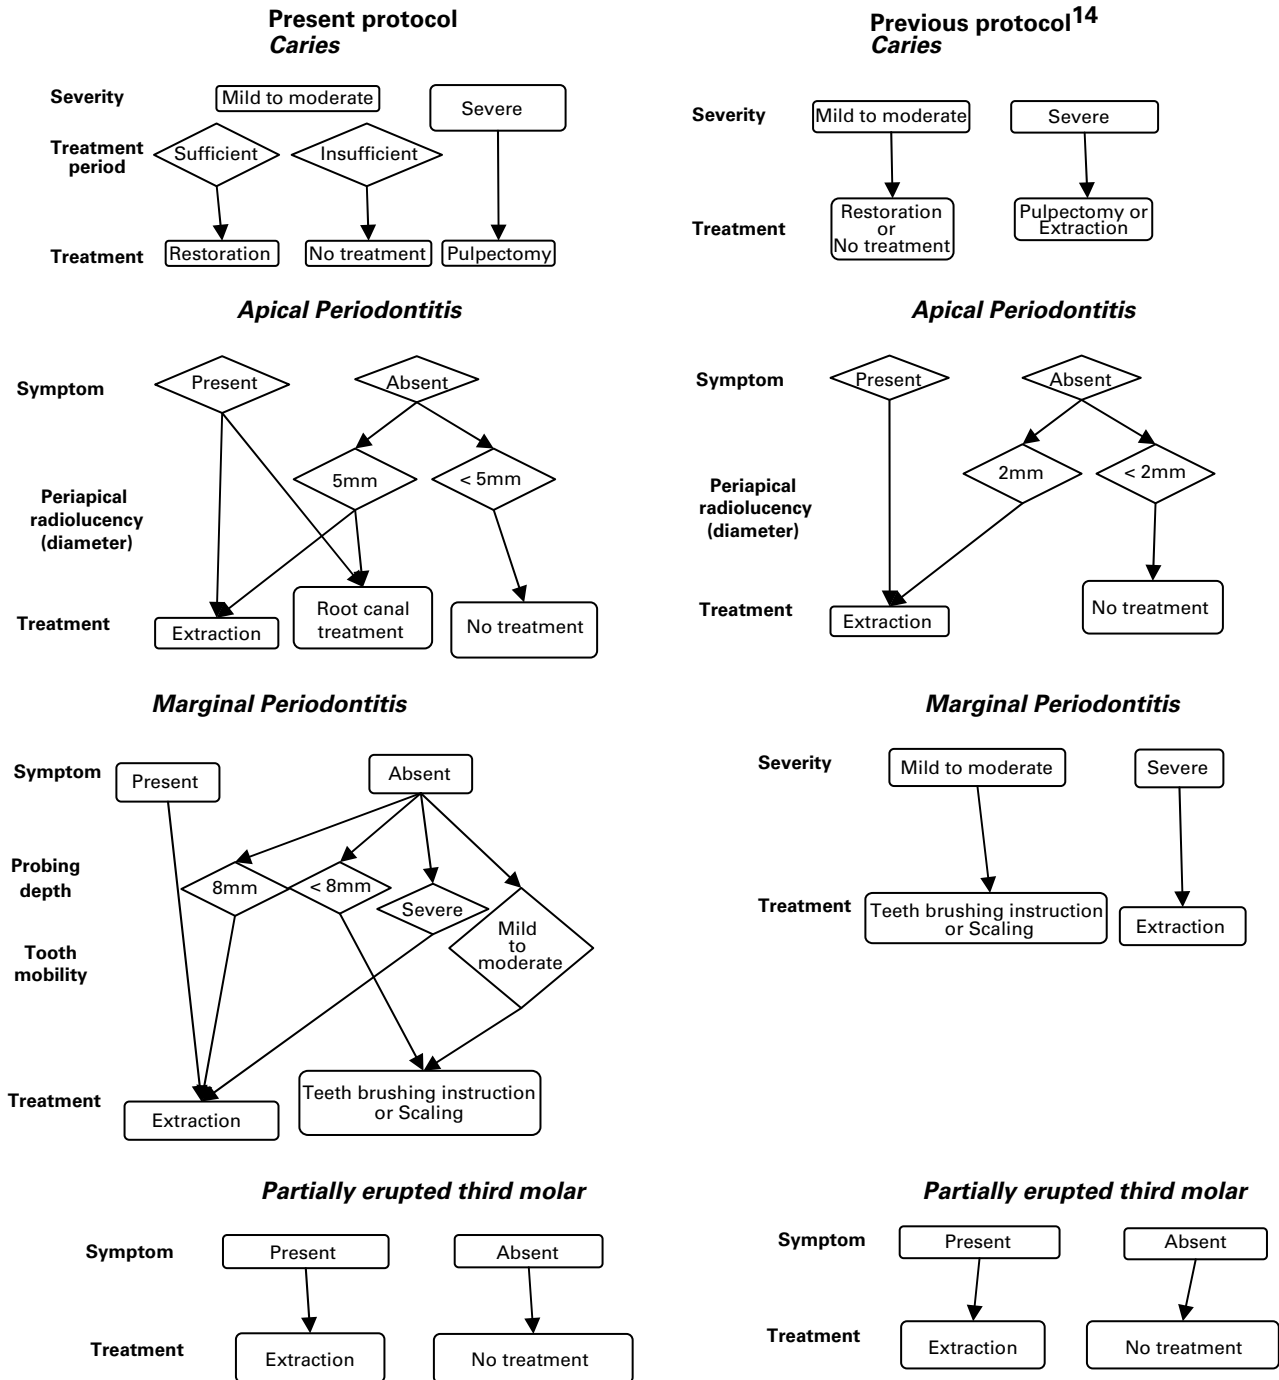 Present protocol
Caries
Severity
Mild to moderate
Severe
Treatment
period
Sufficient
Insufficient
Treatment
Restoration
No treatment
Pulpectomy
Apical Periodontitis
Symptom
Present
Absent
Periapical
radiolucency
(diameter)
5mm
< 5mm
Treatment
Extraction
Root canal
treatment
No treatment
Marginal Periodontitis
Symptom
Present
Absent
Probing
depth
8mm
< 8mm
Tooth
mobility
Severe
Mild
to
moderate
Treatment
Extraction
Teeth brushing instruction
or Scaling
Partially erupted third molar
Symptom
Present
Absent
Treatment
Extraction
No treatment
Previous protocol14
Caries
Severity
Mild to moderate
Severe
Treatment
Restoration
or
No treatment
Pulpectomy or
Extraction
Apical Periodontitis
Symptom
Present
Absent
Periapical
radiolucency
(diameter)
2mm
< 2mm
Treatment
Extraction
No treatment
Marginal Periodontitis
Severity
Mild to moderate
Severe
Treatment
Teeth brushing instruction
or Scaling
Extraction
Partially erupted third molar
Symptom
Present
Absent
Treatment
Extraction
No treatment